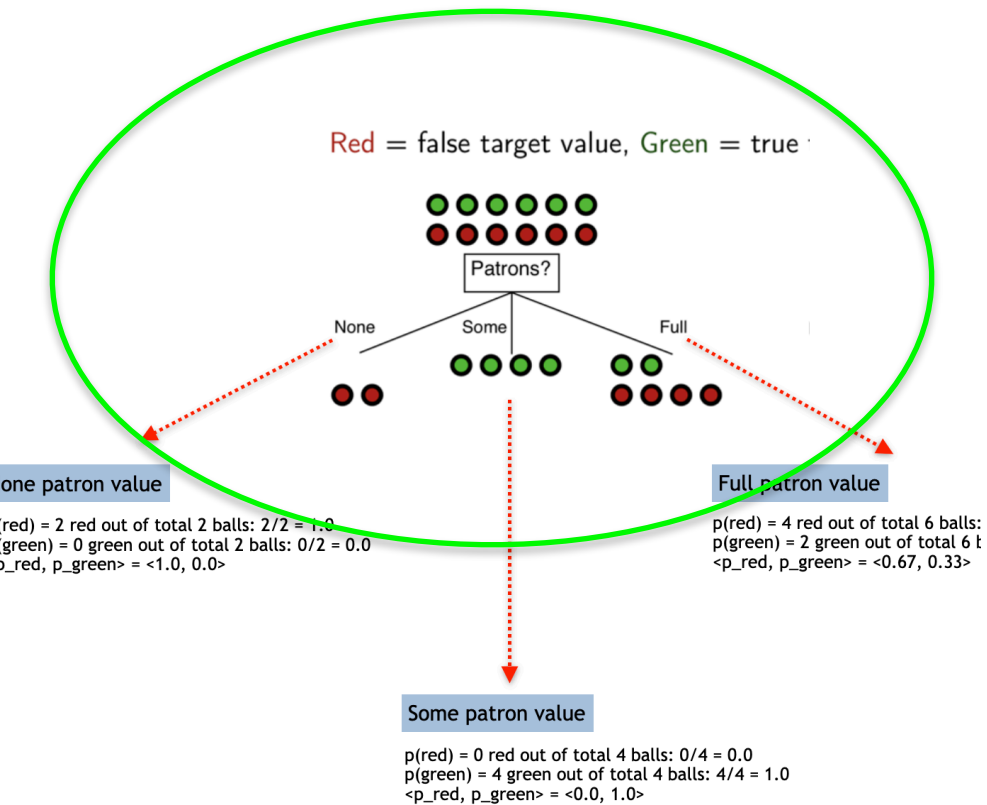 Red = false target value, Green = true
Patrons?
None
Some
Full
one patron value
(red) = 2 red out of total 2 balls: 2/2 = 1.0
(green) = 0 green out of total 2 balls: 0/2 = 0.0
p_red, p_green> = <1.0, 0.0>
Full patron value
p(red) = 4 red out of total 6 balls:
p(green) = 2 green out of total 6
<p_red, p_green> = <0.67, 0.33>
Some patron value
p(red) = 0 red out of total 4 balls: 0/4 = 0.0
p(green) = 4 green out of total 4 balls: 4/4 = 1.0
<p_red, p_green> = <0.0, 1.0>